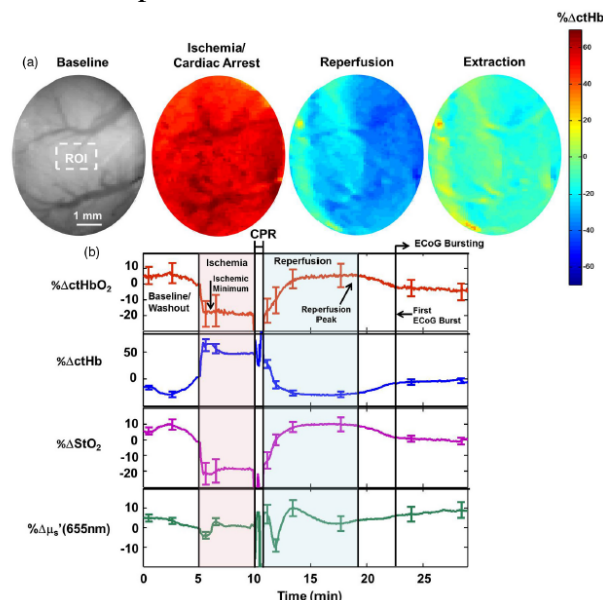 %ΔctHb
Baseline
Ischemia/
Cardiac Arrest
Reperfusion
Extraction
(a)
ROI
1 mm
60
40
20
0
-20
-40
-60
(b)
CPR
ECoG Bursting
%ΔctHbO2
10
0
-10
-20
Baseline/
Washout
Ischemia
Ischemic
Minimum
Reperfusion
Reperfusion
Peak
First
ECoG Burst
%ΔctHb
50
0
%ΔStO2
10
0
-10
-20
%Δμs'(655nm)
10
0
-10
0 5 10 15 20 25
Time (min)